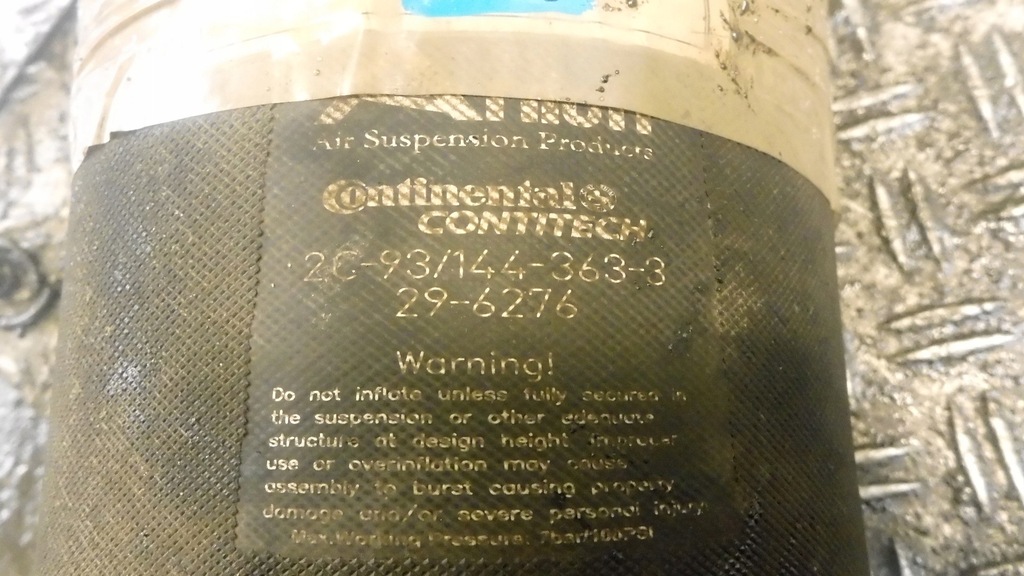 Air Suspension Products
Continental
CONTITECH
2C-93/144-363-3
29-6276
Warning!
Do not inflate unless fully secured in
the suspension or other adequate
structure at design height. Improper
use or overinflation may cause
assembly to burst causing property
damage and/or severe personal injury
Max.Working Pressure 7bar/100PSI